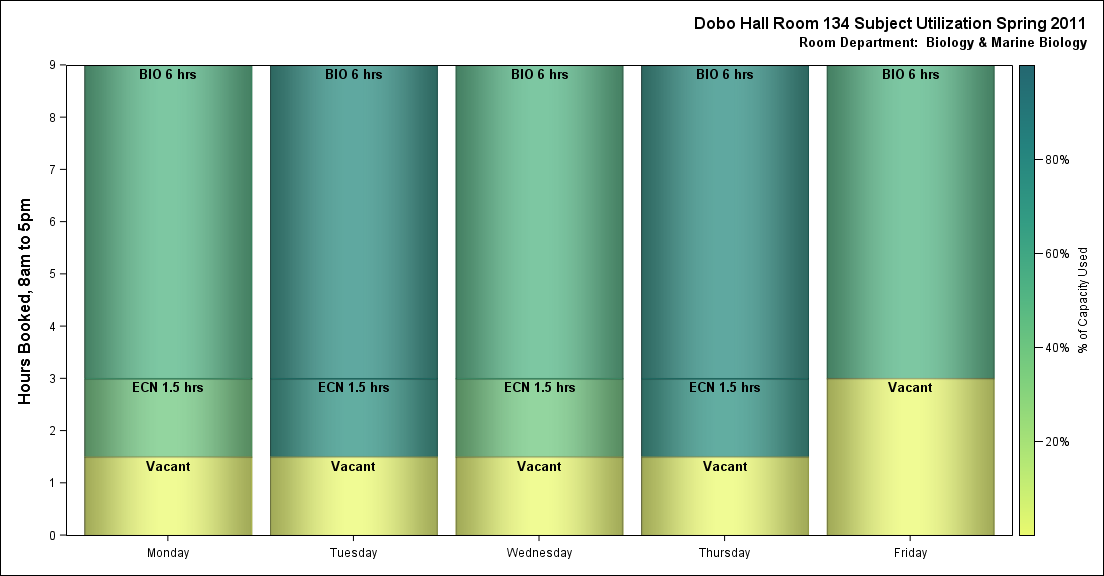 Dobo Hall Room 134 Subject Utilization Spring 2011
Room Department:  Biology & Marine Biology
Hours Booked, 8am to 5pm
9
8
7
6
5
4
3
2
1
0
BIO 6 hrs
BIO 6 hrs
BIO 6 hrs
BIO 6 hrs
BIO 6 hrs
ECN 1.5 hrs
ECN 1.5 hrs
ECN 1.5 hrs
ECN 1.5 hrs
Vacant
Vacant
Vacant
Vacant
Vacant
Monday
Tuesday
Wednesday
Thursday
Friday
80%
60%
40%
20%
% of Capacity Used